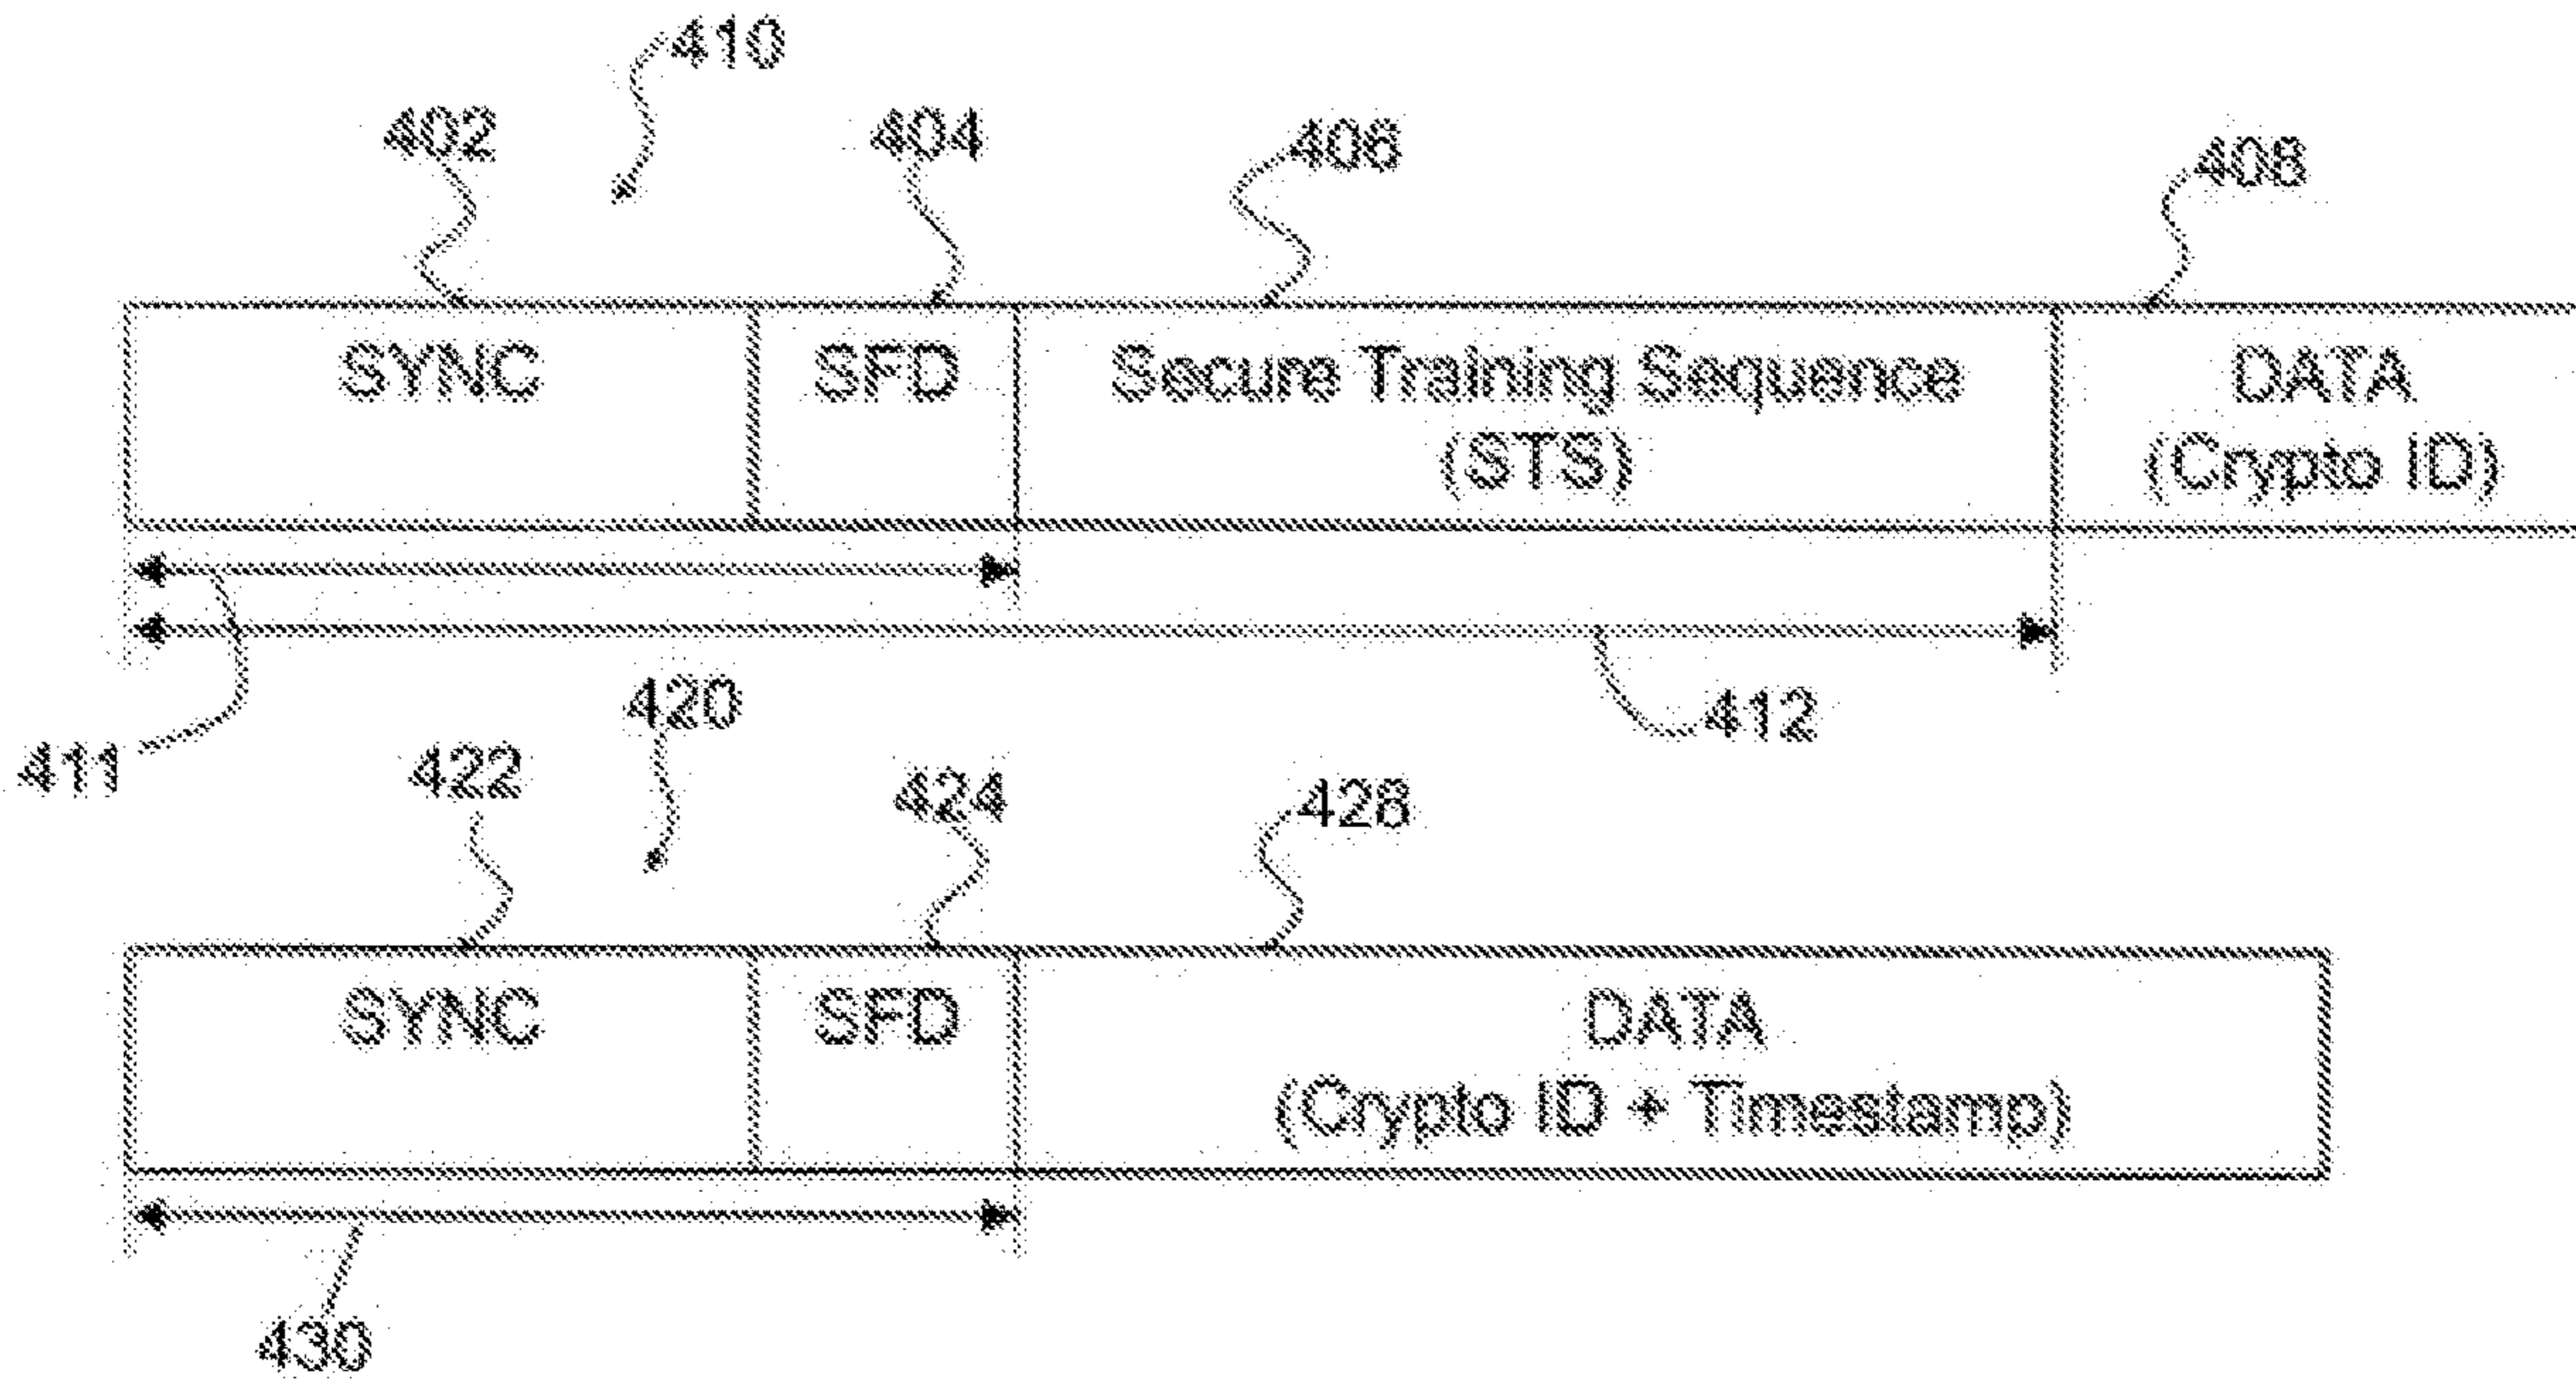 410
402
404
406
408
SYNC
SFD
Secure Training Sequence
(STS)
DATA
(Crypto ID)
411
412
420
422
424
428
SYNC
SFD
DATA
(Crypto ID + Timestamp)
430